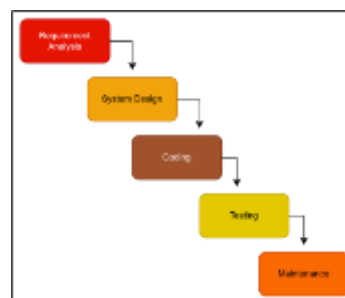 Requirement
Analysis
System Design
Coding
Testing
Maintenance